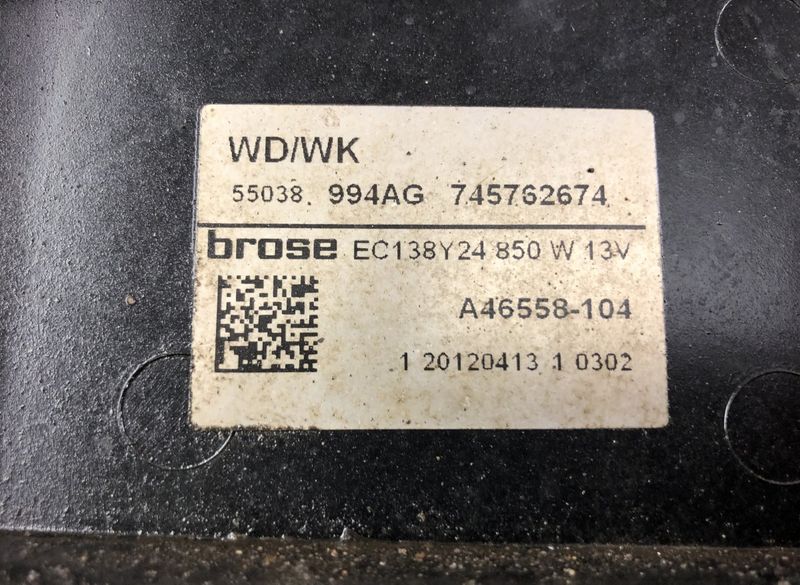 WD/WK
55038 994AG 745762674
brose EC138Y24 850 W 13V
A46558-104
1 20120413 1 0302